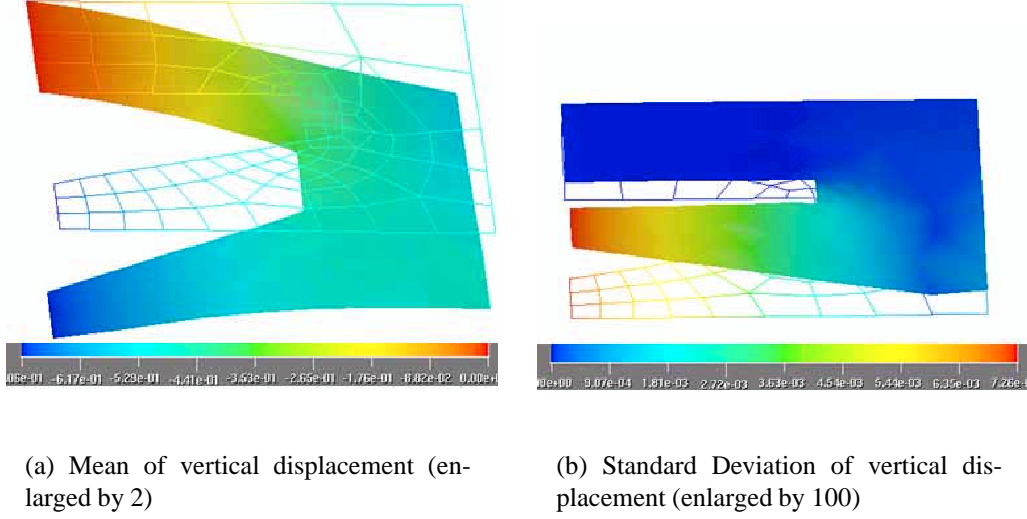 .06e-01 -6.17e-01 -5.29e-01 -4.41e-01 -3.53e-01 -2.65e-01 -1.76e-01 -8.82e-02 0.00e+
9.07e-04 1.81e-03 2.72e-03 3.63e-03 4.54e-03 5.44e-03 6.35e-03
(a) Mean of vertical displacement (en-
larged by 2)
(b) Standard Deviation of vertical dis-
placement (enlarged by 100)